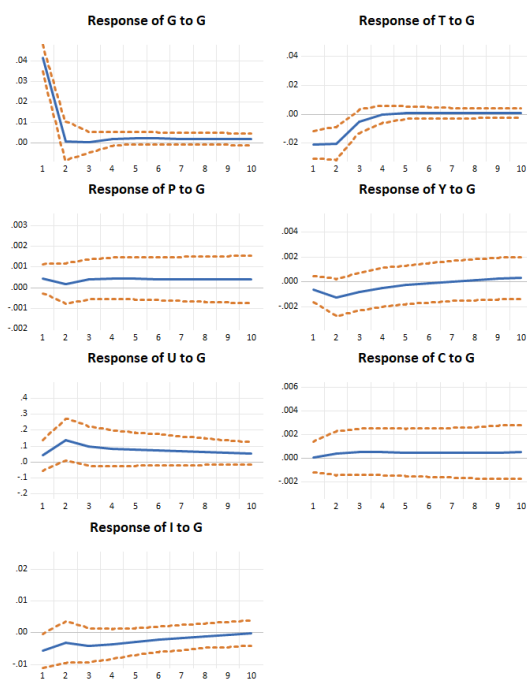 Response of G to G
.04
.03
.02
.01
.00
1 2 3 4 5 6 7 8 9 10
Response of T to G
.04
.02
.00
-.02
1 2 3 4 5 6 7 8 9 10
Response of P to G
.003
.002
.001
.000
-.001
-.002
1 2 3 4 5 6 7 8 9 10
Response of Y to G
.004
.002
.000
-.002
1 2 3 4 5 6 7 8 9 10
Response of U to G
.4
.3
.2
.1
.0
-.1
-.2
1 2 3 4 5 6 7 8 9 10
Response of C to G
.006
.004
.002
.000
-.002
1 2 3 4 5 6 7 8 9 10
Response of I to G
.02
.01
.00
-.01
1 2 3 4 5 6 7 8 9 10